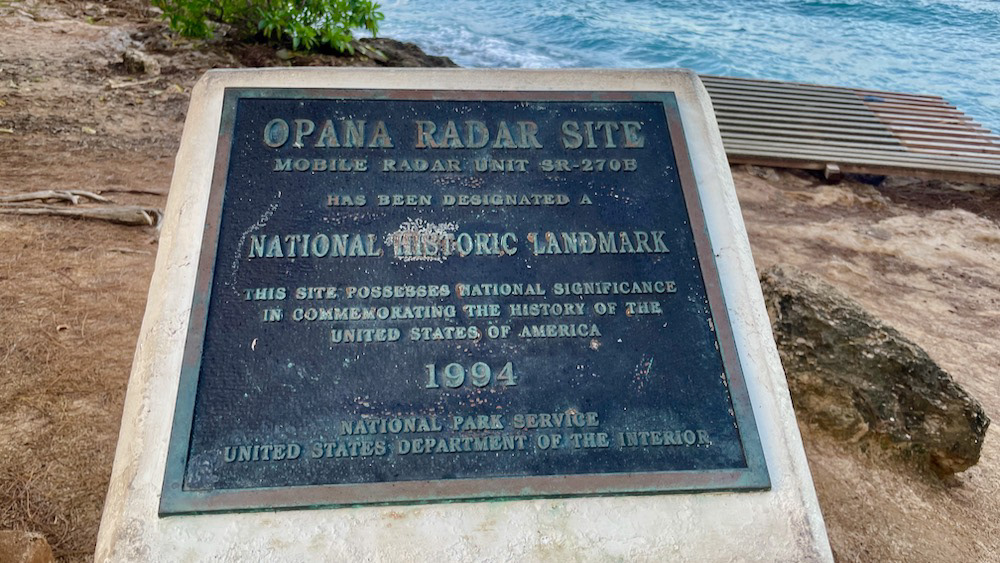 OPANA RADAR SITE
MOBILE RADAR UNIT SR-270B
HAS BEEN DESIGNATED A
NATIONAL HISTORIC LANDMARK
THIS SITE POSSESSES NATIONAL SIGNIFICANCE
IN COMMEMORATING THE HISTORY OF THE
UNITED STATES OF AMERICA
1994
NATIONAL PARK SERVICE
UNITED STATES DEPARTMENT OF THE INTERIOR